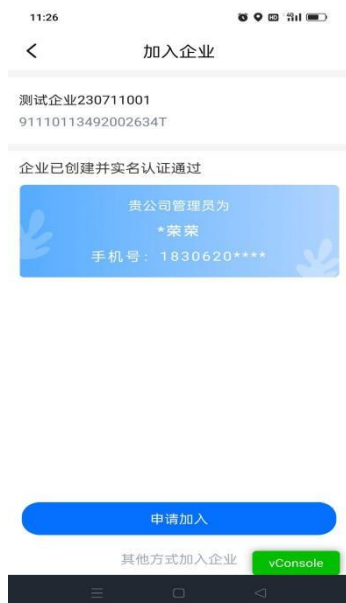 11:26
加入企业
测试企业230711001
91110113492002634T
企业已创建并实名认证通过
贵公司管理员为
*荣荣
手机号：1830620****
申请加入
其他方式加入企业
vConsole